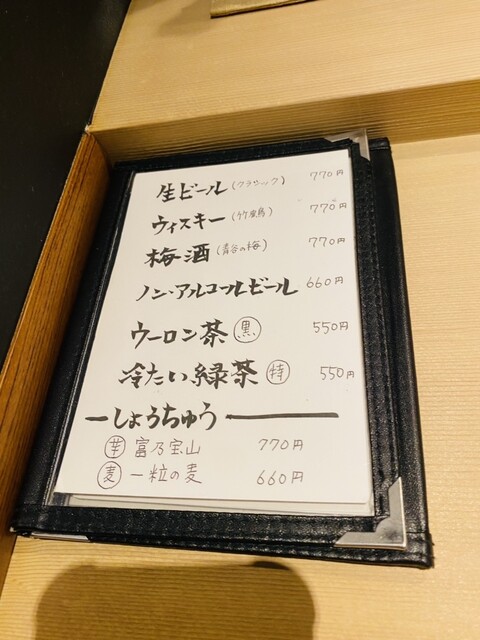 生ビール(クラシック) 770円
ウィスキー(竹鶴) 770円
梅酒(青谷の梅) 770円
ノン・アルコールビール 660円
ウーロン茶 黒 550円
冷たい緑茶 特 550円
しょうちゅう
芋 富乃宝山 770円
麦 一粒の麦 660円